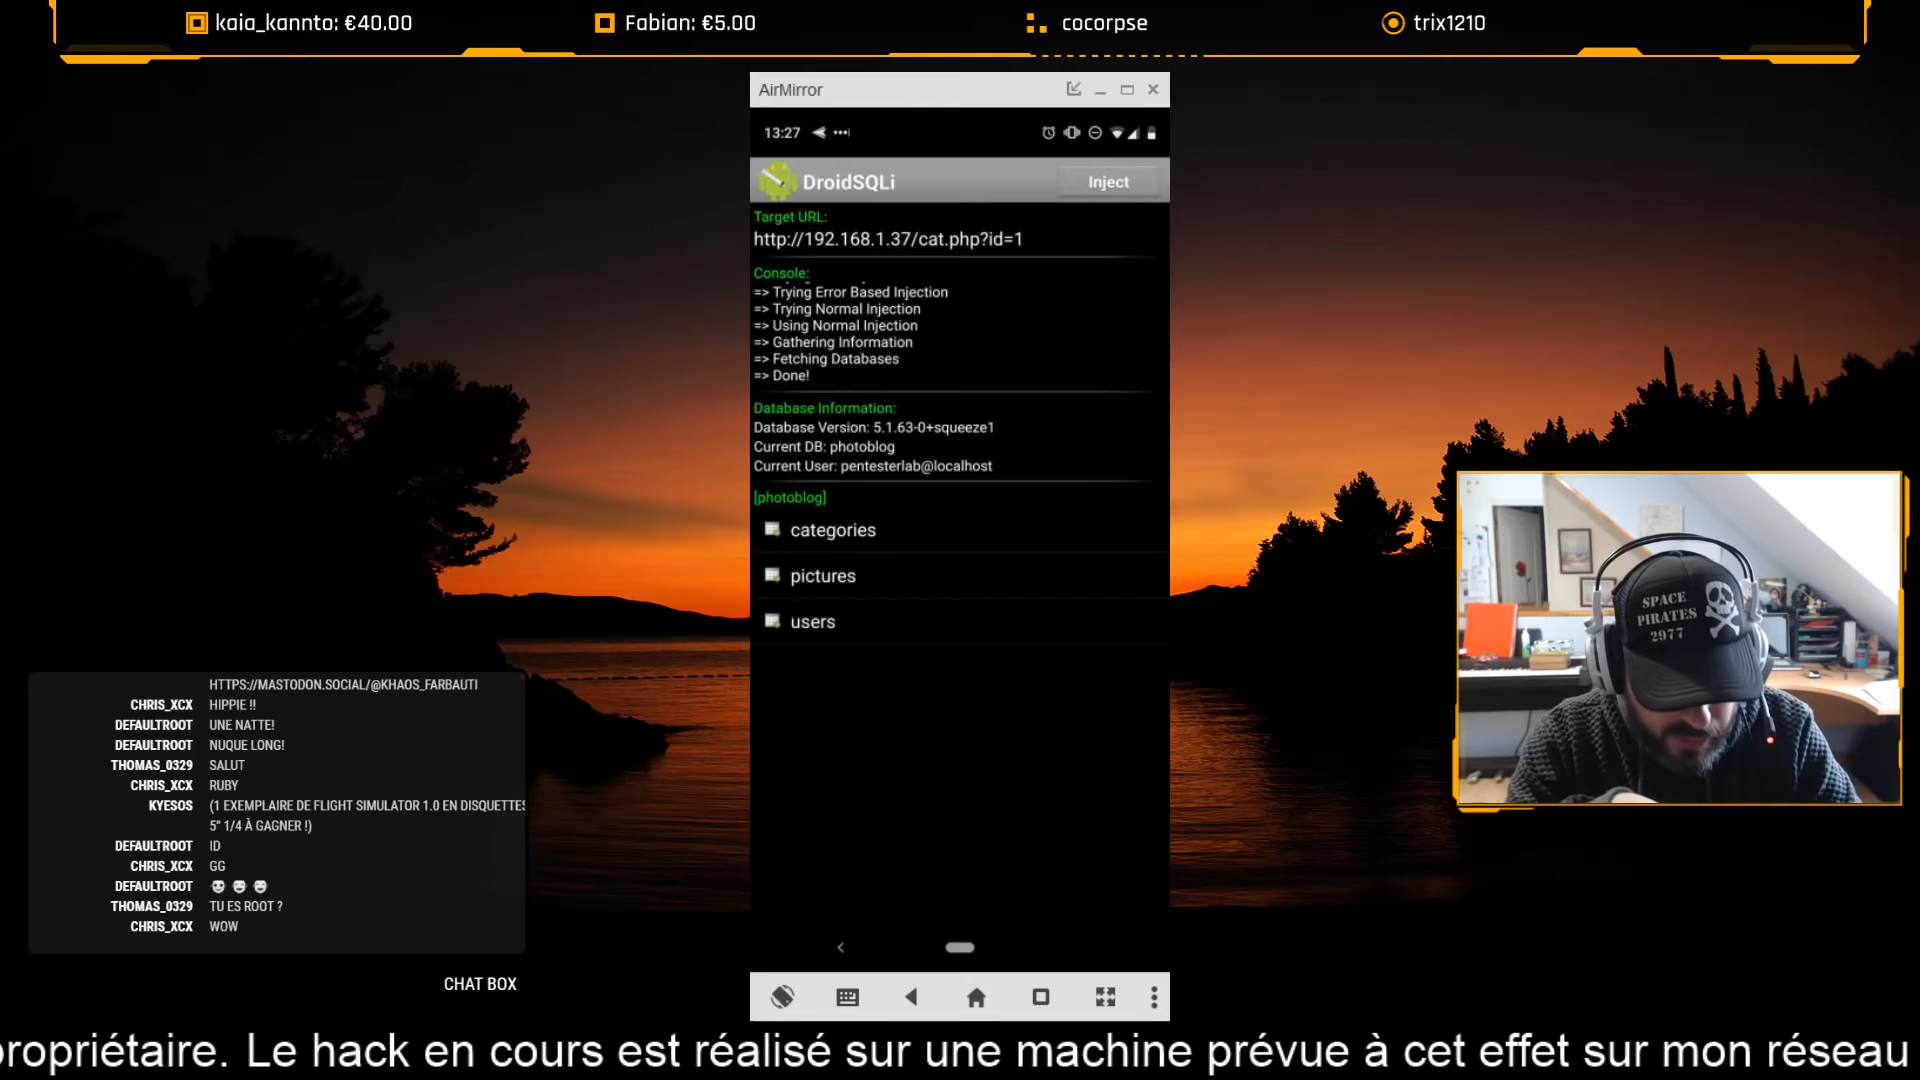 kaia_kannto: €40.00
Fabian: €5.00
cocorpse
trix1210
AirMirror
13:27
DroidSQLi
Inject
Target URL:
http://192.168.1.37/cat.php?id=1
Console:
=> Trying Error Based Injection
=> Trying Normal Injection
=> Using Normal Injection
=> Gathering Information
=> Fetching Databases
=> Done!
Database Information:
Database Version: 5.1.63-0+squeeze1
Current DB: photoblog
Current User: pentesterlab@localhost
[photoblog]
categories
pictures
users
SPACE
PIRATES
2977
HTTPS://MASTODON.SOCIAL/@KHAOS_FARBAUTI
CHRIS_XCX HIPPIE !!
DEFAULTROOT UNE NATTE!
DEFAULTROOT NUQUE LONG!
THOMAS_0329 SALUT
CHRIS_XCX RUBY
KYESOS (1 EXEMPLAIRE DE FLIGHT SIMULATOR 1.0 EN DISQUETTES
5" 1/4 À GAGNER !)
DEFAULTROOT ID
CHRIS_XCX GG
DEFAULTROOT
THOMAS_0329 TU ES ROOT ?
CHRIS_XCX WOW
CHAT BOX
propriétaire. Le hack en cours est réalisé sur une machine prévue à cet effet sur mon réseau